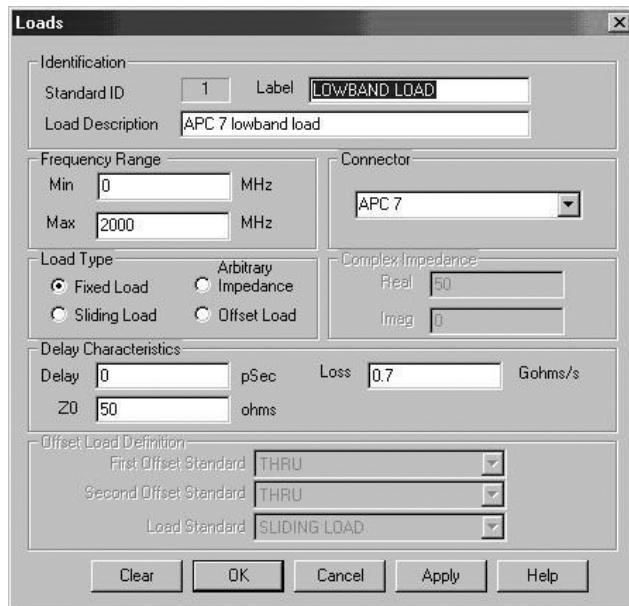 Loads
Identification
Standard ID 1 Label LOWBAND LOAD
Load Description APC 7 lowband load
Frequency Range
Min 0 MHz
Max 2000 MHz
Connector
APC 7
Load Type
Fixed Load
Arbitrary
Impedance
Sliding Load
Offset Load
Complex Impedance
Real 50
Imag 0
Delay Characteristics
Delay 0 pSec Loss 0.7 Gohms/s
Z0 50 ohms
Offset Load Definition
First Offset Standard THRU
Second Offset Standard THRU
Load Standard SLIDING LOAD
Clear OK Cancel Apply Help